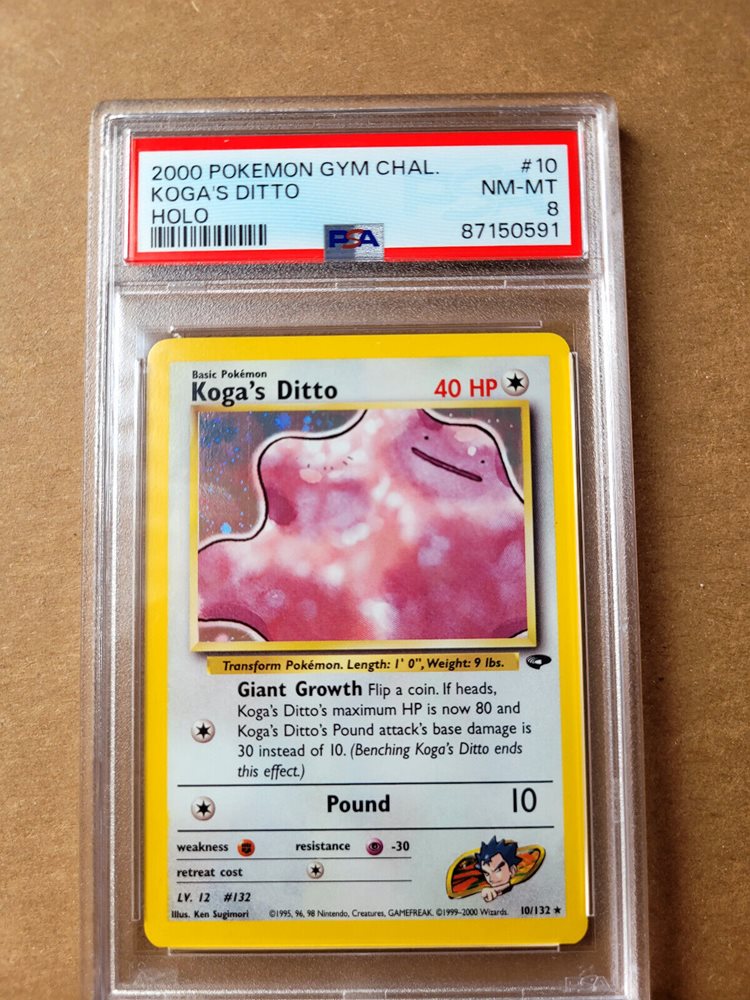 2000 POKEMON GYM CHAL. #10
KOGA'S DITTO NM-MT
HOLO 8
PSA 87150591
Basic Pokémon
Koga's Ditto 40 HP
Transform Pokémon. Length: 1' 0", Weight: 9 lbs.
Giant Growth Flip a coin. If heads,
Koga's Ditto's maximum HP is now 80 and
Koga's Ditto's Pound attack's base damage is
30 instead of 10. (Benching Koga's Ditto ends
this effect.)
Pound 10
weakness resistance -30
retreat cost
LV. 12 #132
Illus. Ken Sugimori ©1995, 96, 98 Nintendo, Creatures, GAMEFREAK. ©1999-2000 Wizards. 10/132 ★